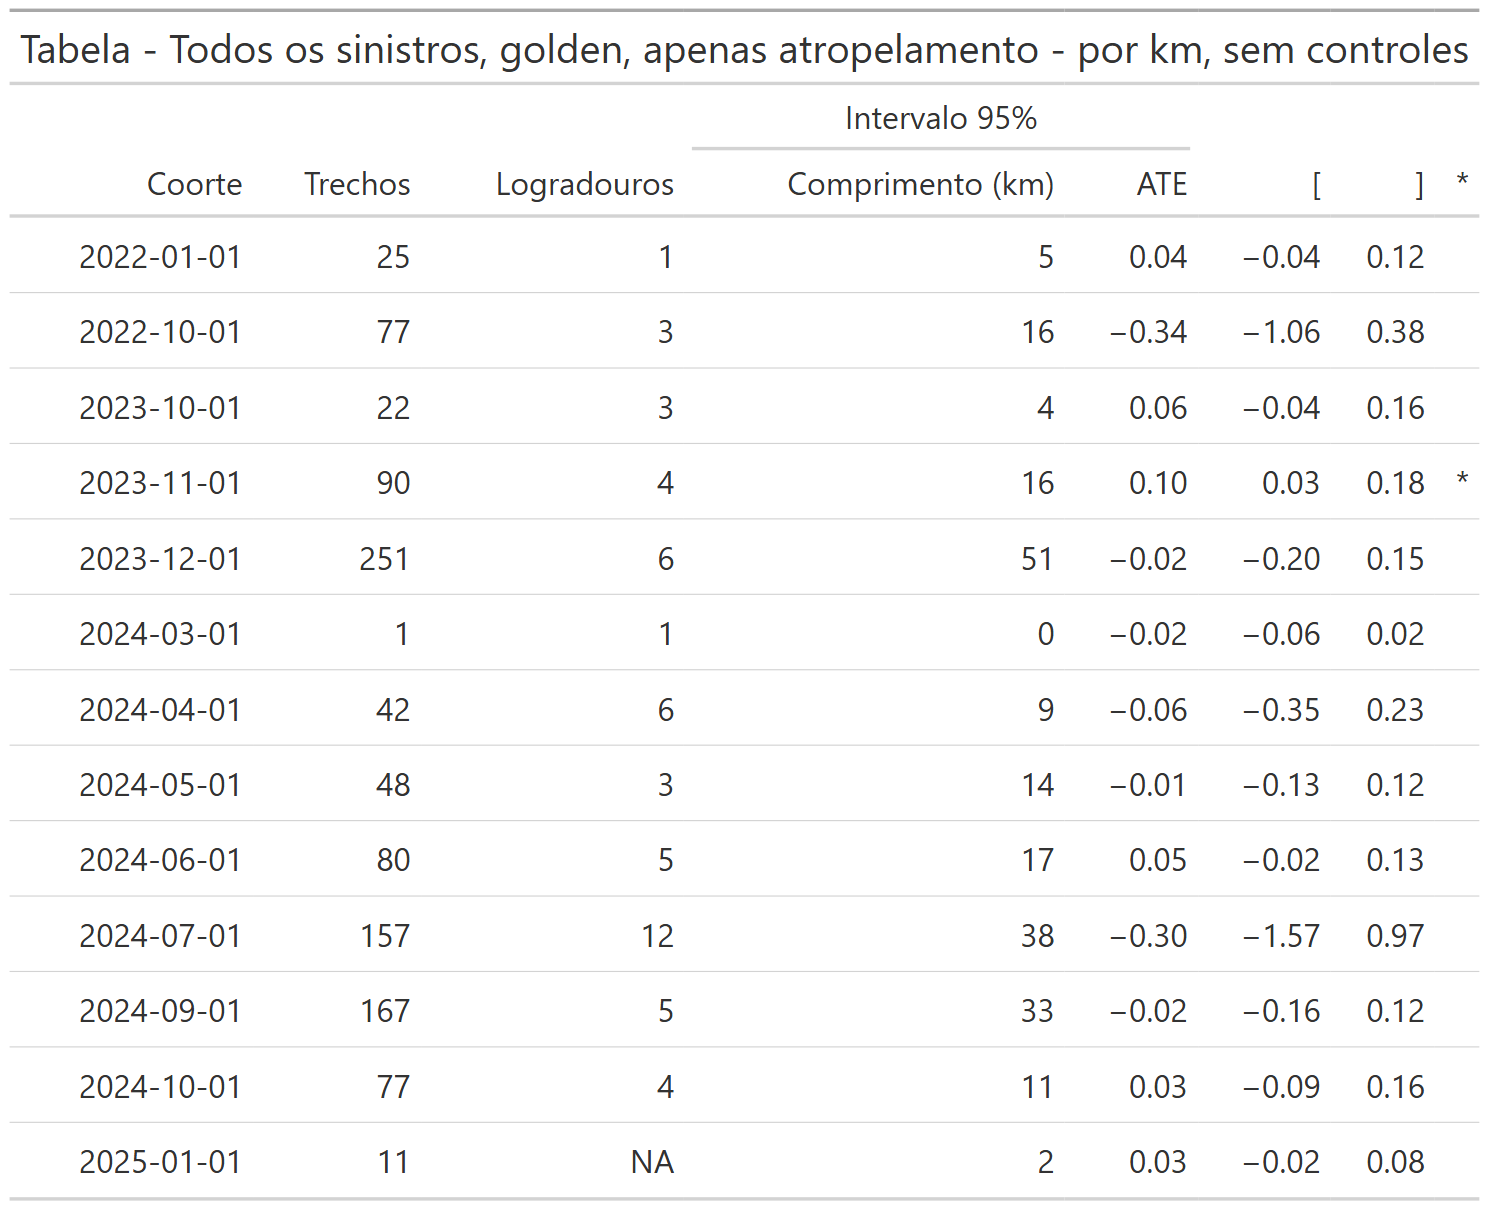 Tabela - Todos os sinistros, golden, apenas atropelamento - por km, sem controles
Intervalo 95%
Coorte Trechos Logradouros Comprimento (km) ATE [ ] *
2022-01-01 25 1 5 0.04 −0.04 0.12
2022-10-01 77 3 16 −0.34 −1.06 0.38
2023-10-01 22 3 4 0.06 −0.04 0.16
2023-11-01 90 4 16 0.10 0.03 0.18 *
2023-12-01 251 6 51 −0.02 −0.20 0.15
2024-03-01 1 1 0 −0.02 −0.06 0.02
2024-04-01 42 6 9 −0.06 −0.35 0.23
2024-05-01 48 3 14 −0.01 −0.13 0.12
2024-06-01 80 5 17 0.05 −0.02 0.13
2024-07-01 157 12 38 −0.30 −1.57 0.97
2024-09-01 167 5 33 −0.02 −0.16 0.12
2024-10-01 77 4 11 0.03 −0.09 0.16
2025-01-01 11 NA 2 0.03 −0.02 0.08